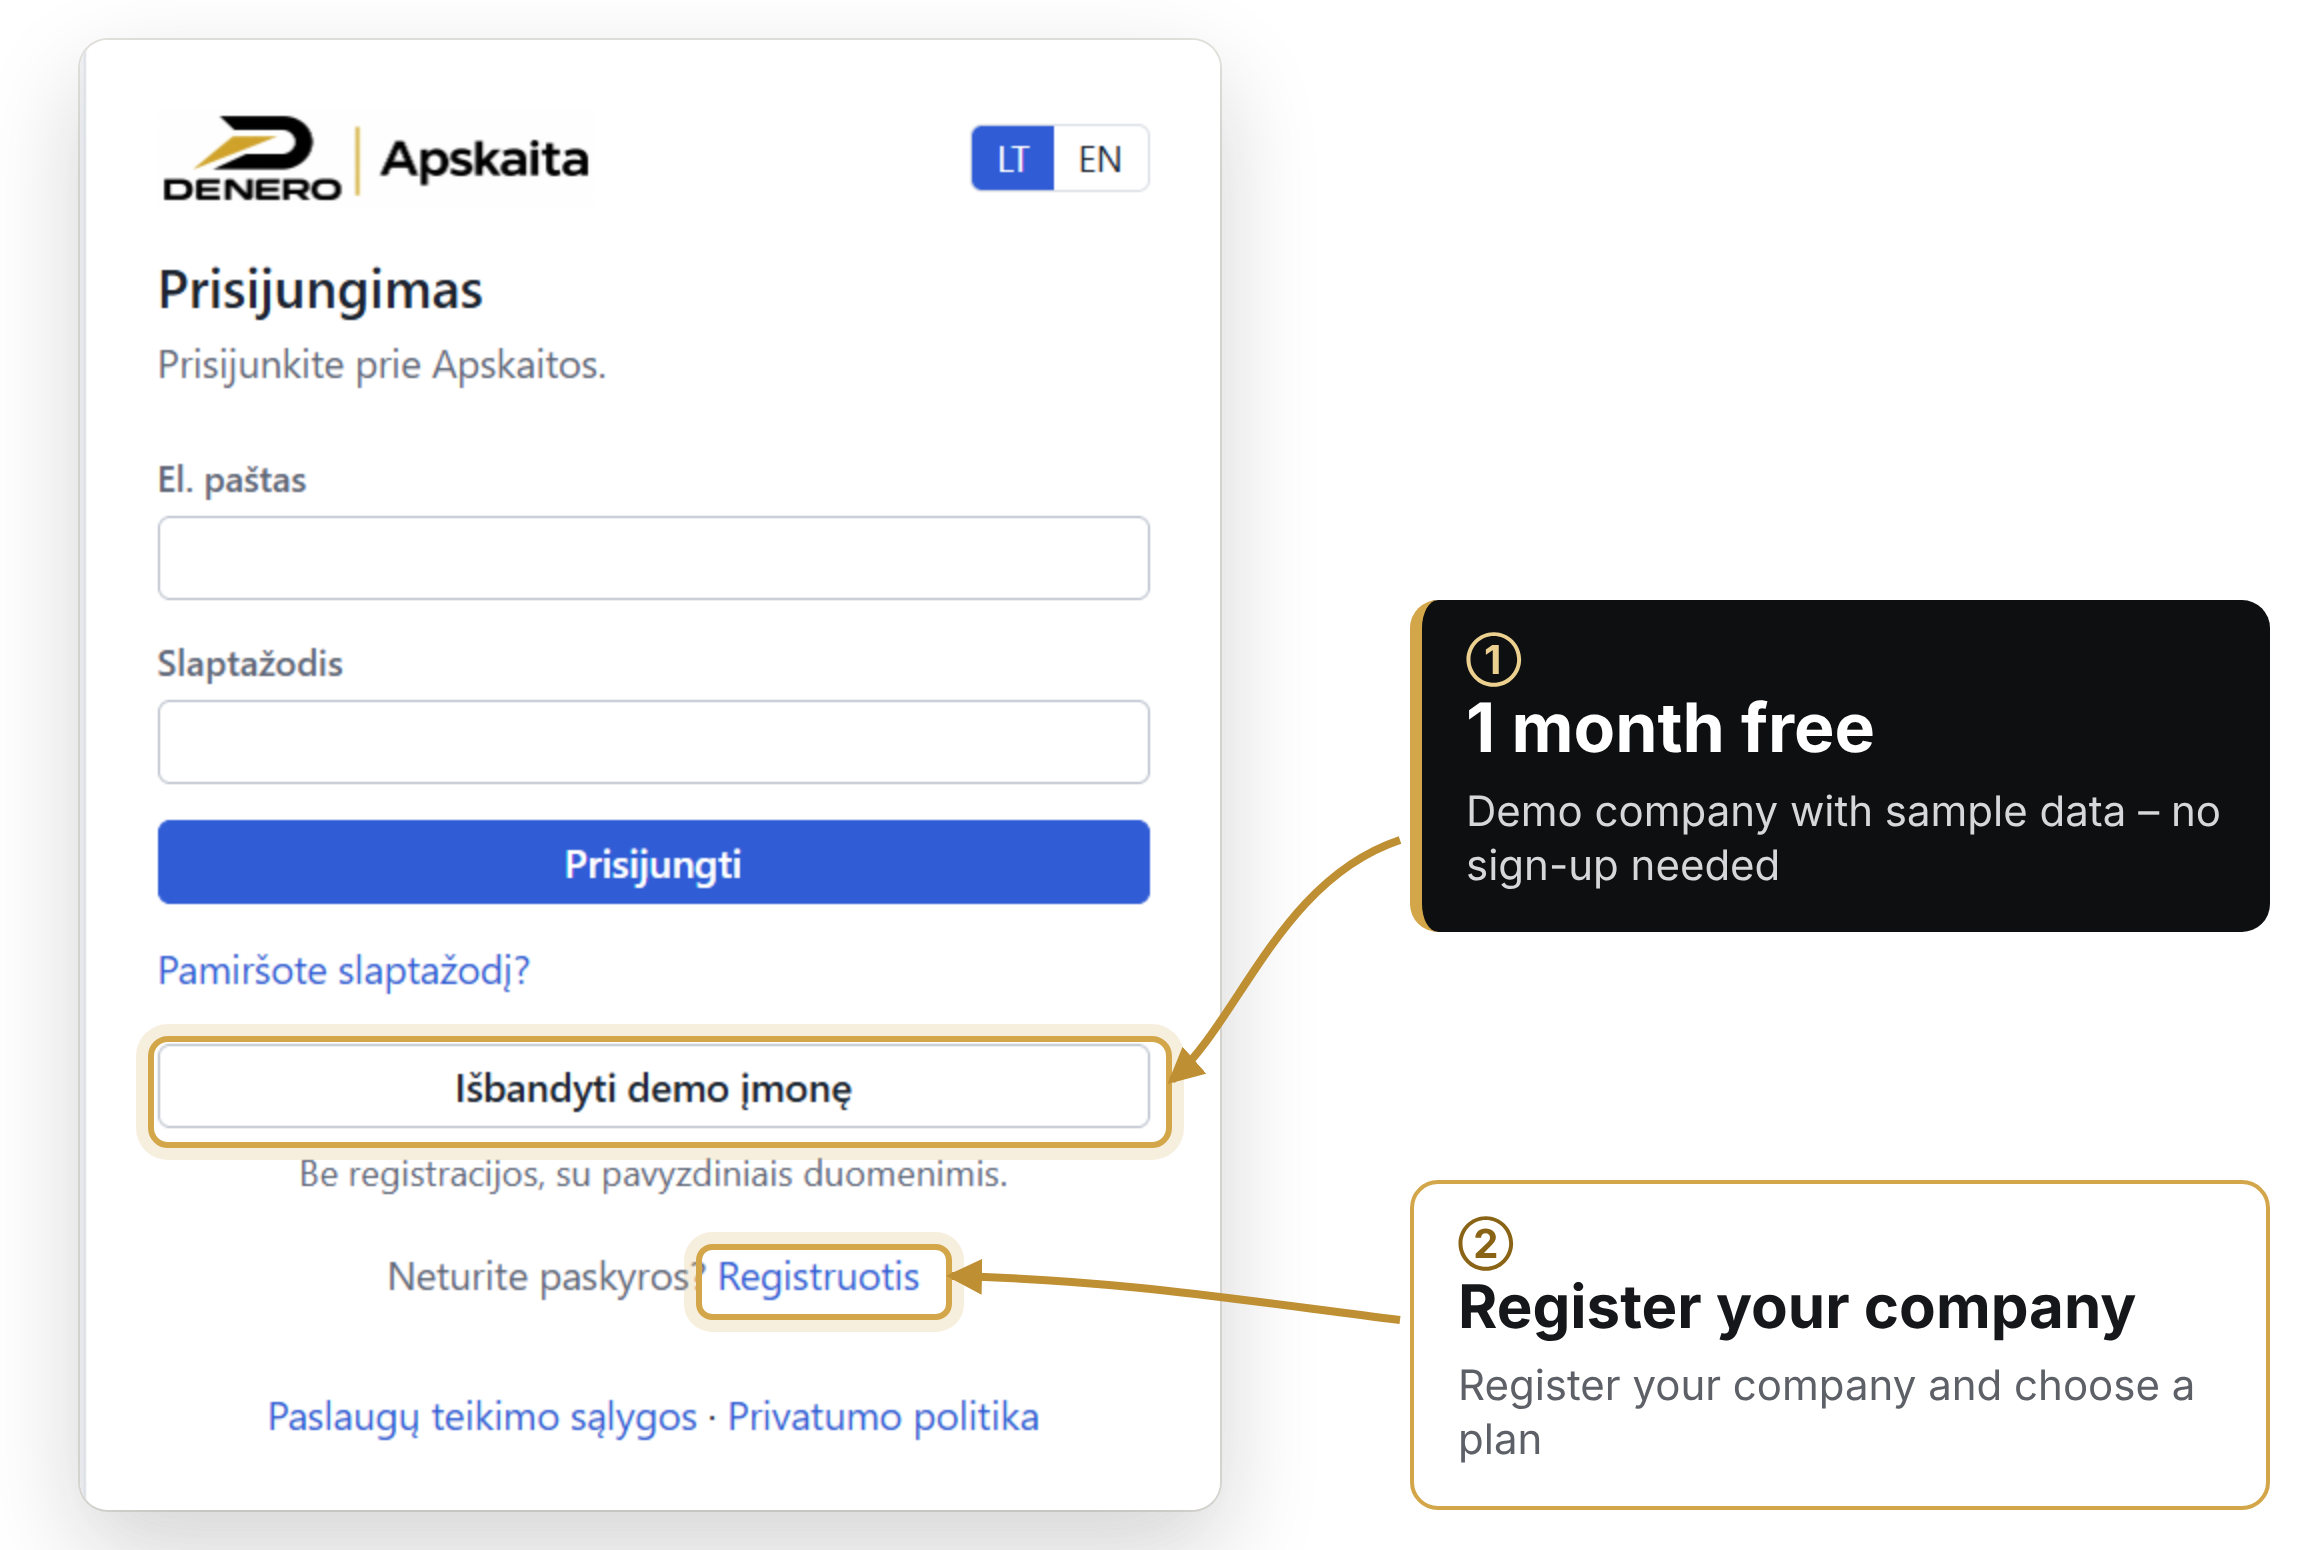 DENERO
Apskaita
LT EN
Prisijungimas
Prisijunkite prie Apskaitos.
El. paštas
Slaptažodis
Prisijungti
Pamiršote slaptažodį?
Išbandyti demo įmonę
Be registracijos, su pavyzdiniais duomenimis.
Neturite paskyros? Registruotis
Paslaugų teikimo sąlygos · Privatumo politika
①
1 month free
Demo company with sample data – no
sign-up needed
②
Register your company
Register your company and choose a
plan